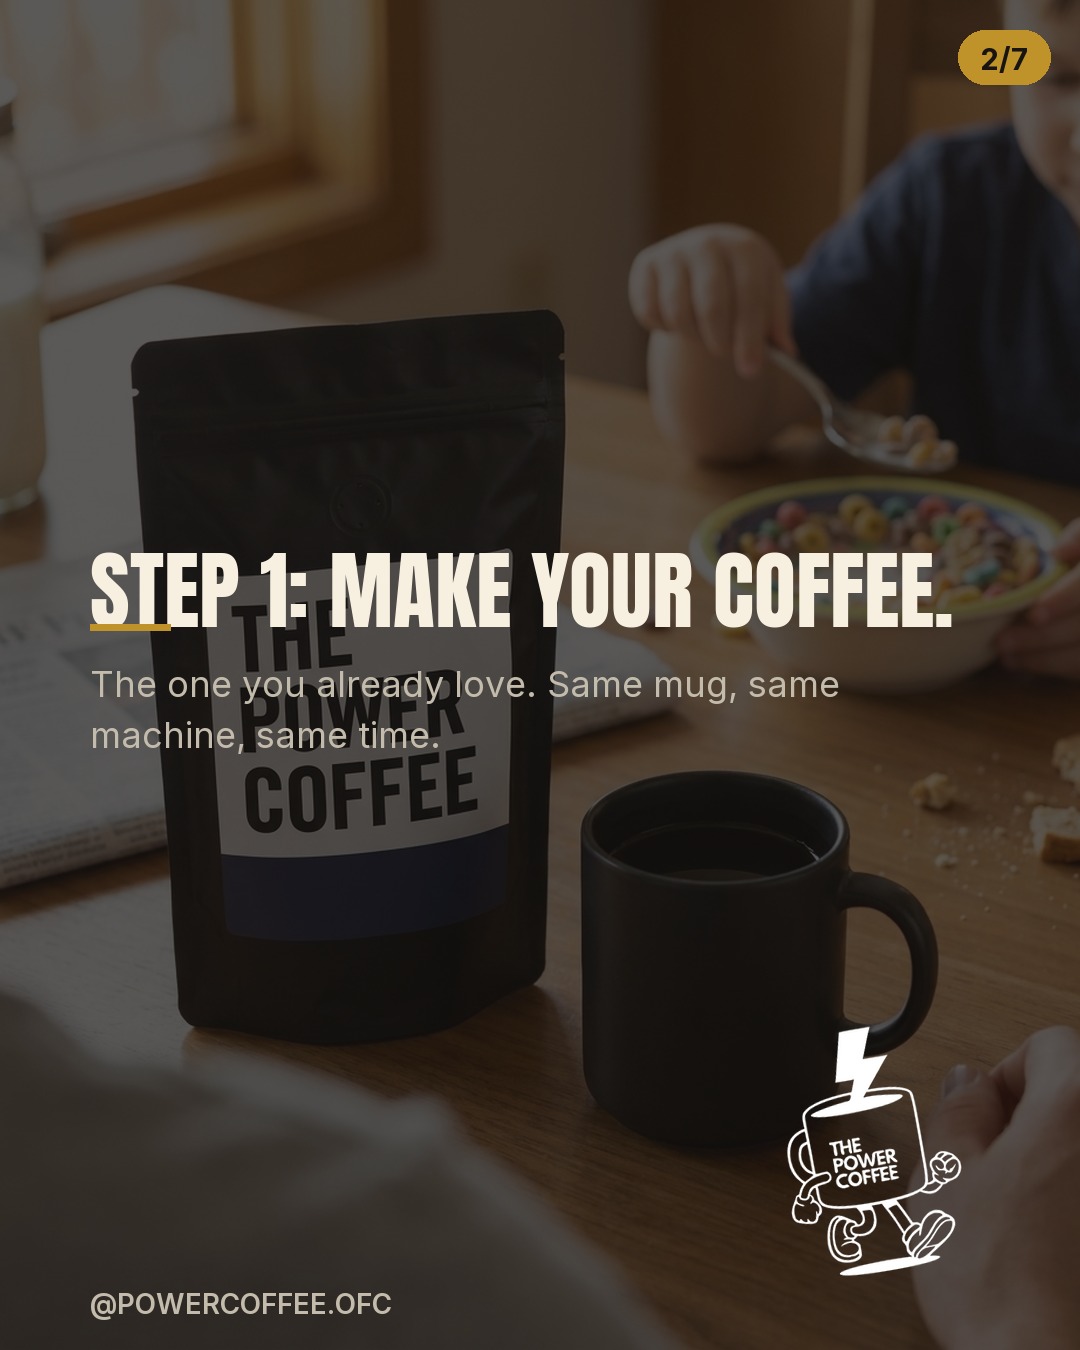 2/7
STEP 1: MAKE YOUR COFFEE.
The one you already love. Same mug, same
machine, same time.
THE
POWER
COFFEE
THE
POWER
COFFEE
@POWERCOFFEE.OFC